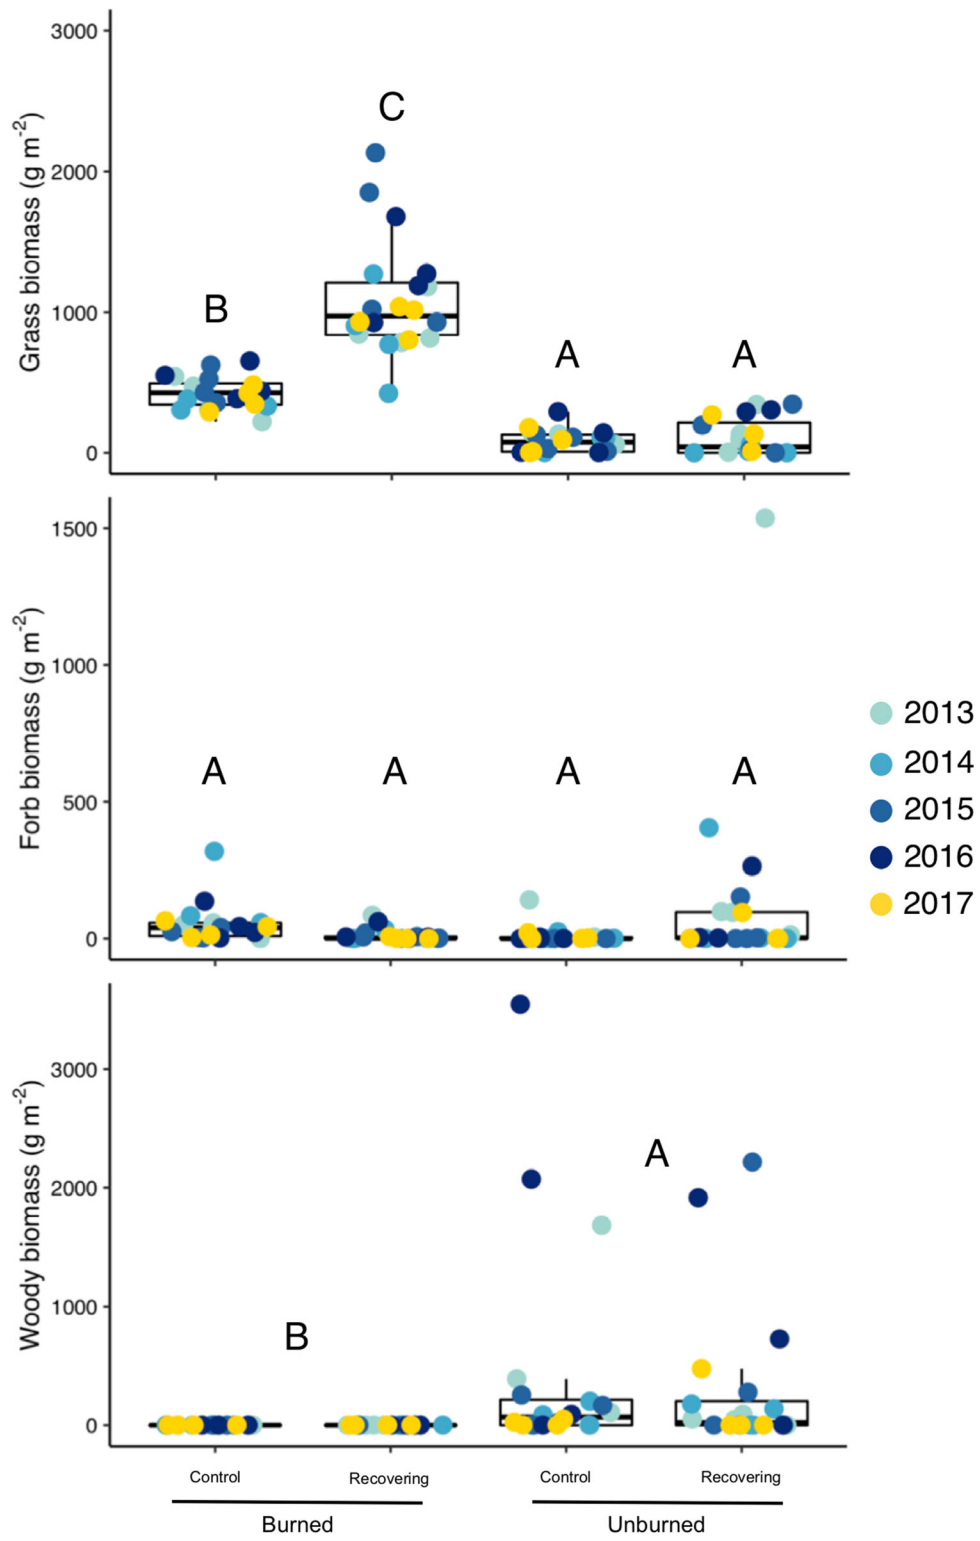 3000
2000
1000
0
Grass biomass (g m⁻²)
B
C
A
A
1500
1000
500
0
Forb biomass (g m⁻²)
A
A
A
A
2013
2014
2015
2016
2017
3000
2000
1000
0
Woody biomass (g m⁻²)
B
A
Control
Recovering
Control
Recovering
Burned
Unburned